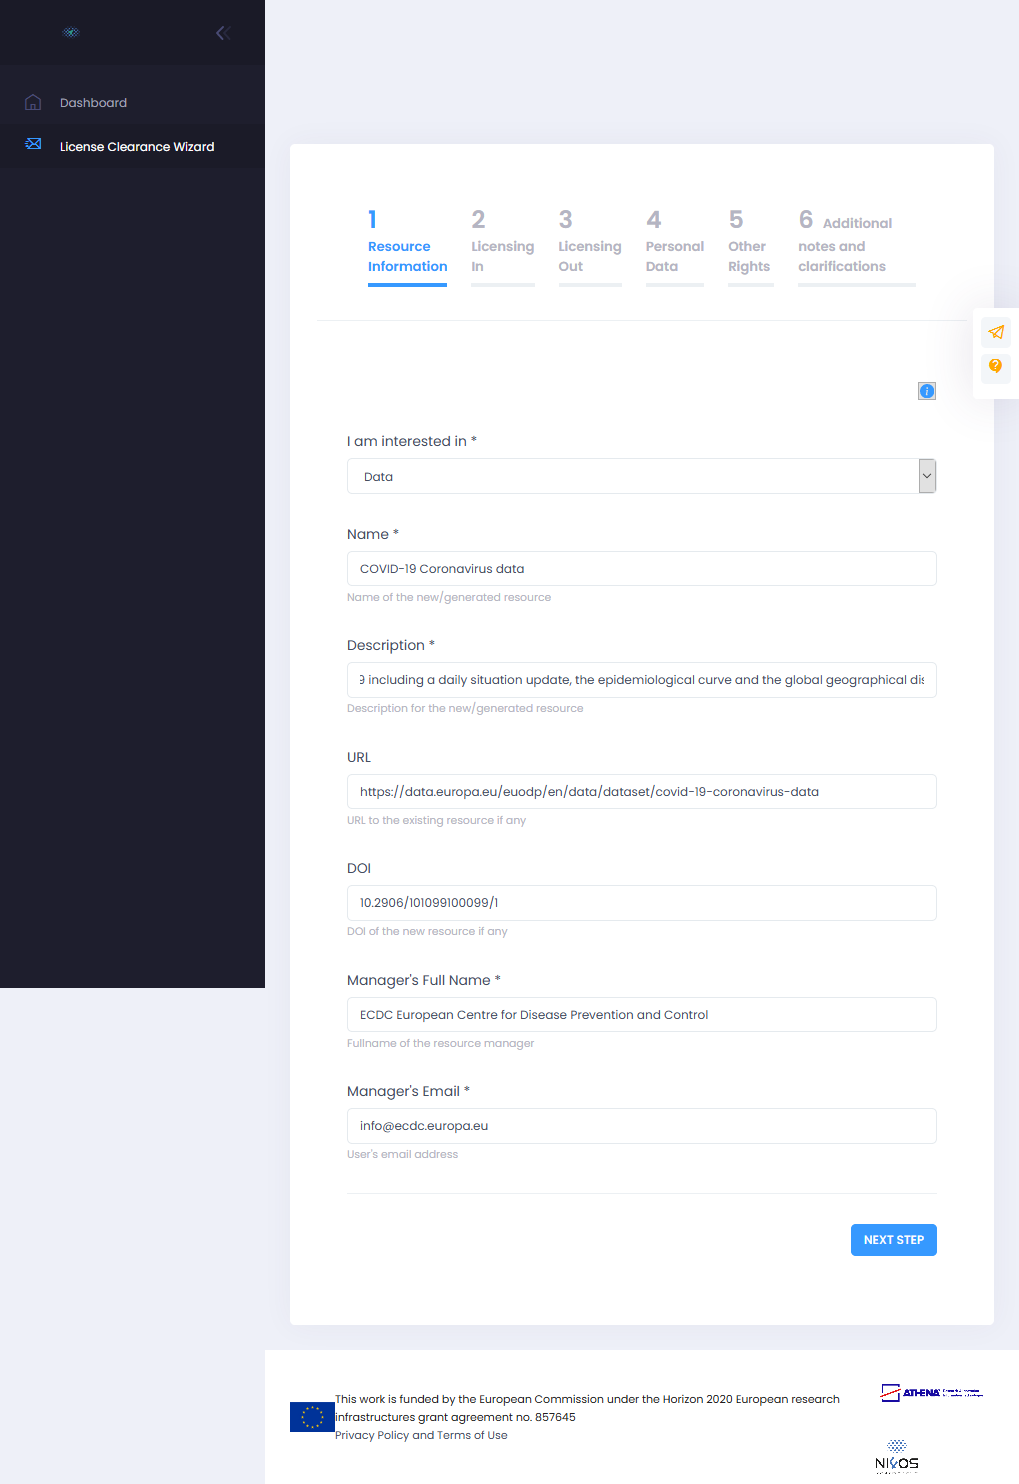 Dashboard
License Clearance Wizard
1
Resource
Information
2
Licensing
In
3
Licensing
Out
4
Personal
Data
5
Other
Rights
6 Additional
notes and
clarifications
I am interested in *
Data
Name *
COVID-19 Coronavirus data
Name of the new/generated resource
Description *
9 including a daily situation update, the epidemiological curve and the global geographical dis
Description for the new/generated resource
URL
https://data.europa.eu/euodp/en/data/dataset/covid-19-coronavirus-data
URL to the existing resource if any
DOI
10.2906/101099100099/1
DOI of the new resource if any
Manager's Full Name *
ECDC European Centre for Disease Prevention and Control
Fullname of the resource manager
Manager's Email *
info@ecdc.europa.eu
User's email address
NEXT STEP
This work is funded by the European Commission under the Horizon 2020 European research
infrastructures grant agreement no. 857645
Privacy Policy and Terms of Use
ATHENA
NI4OS